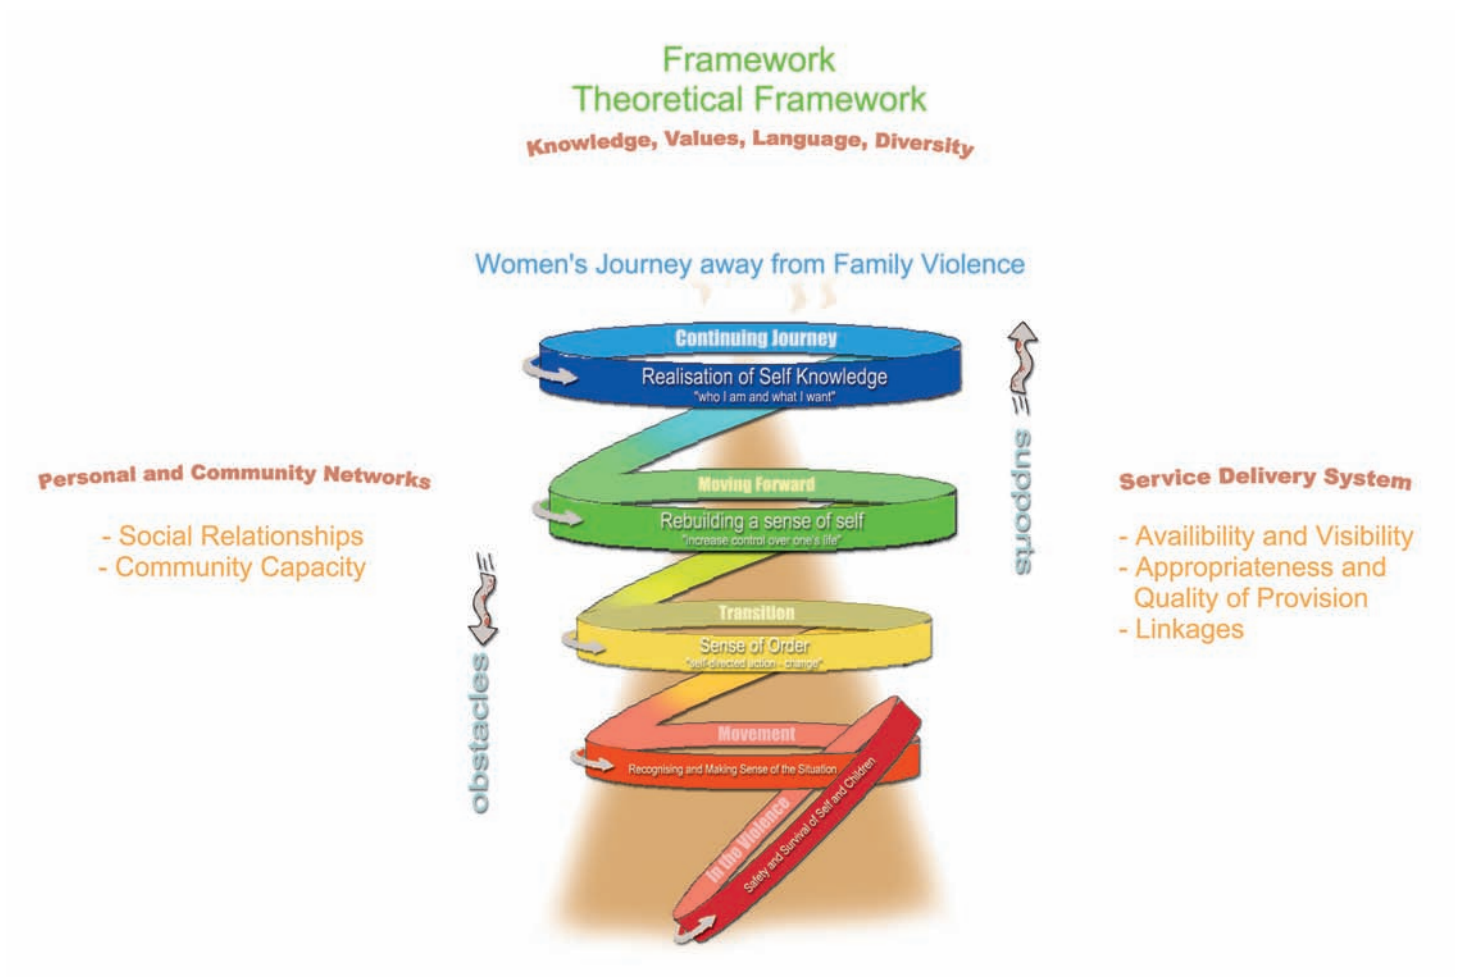 Framework
Theoretical Framework
Knowledge, Values, Language, Diversity
Women's Journey away from Family Violence
Continuing Journey
Realisation of Self Knowledge
"who I am and what I want"
supports
Personal and Community Networks
- Social Relationships
- Community Capacity
Moving Forward
Rebuilding a sense of self
"increase control over one's life"
Service Delivery System
- Availibility and Visibility
- Appropriateness and
Quality of Provision
- Linkages
obstacles
Transition
Sense of Order
"self-directed action - change"
Movement
Recognising and Making Sense of the Situation
In the Violence
Safety and Survival of Self and Children